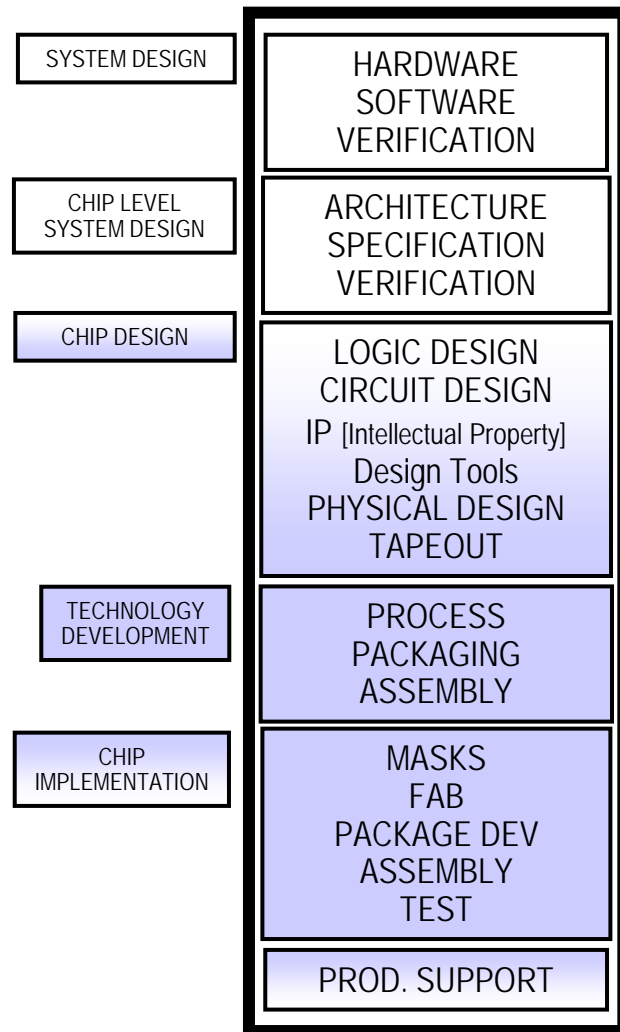 SYSTEM DESIGN
HARDWARE
SOFTWARE
VERIFICATION
CHIP LEVEL
SYSTEM DESIGN
ARCHITECTURE
SPECIFICATION
VERIFICATION
CHIP DESIGN
LOGIC DESIGN
CIRCUIT DESIGN
IP [Intellectual Property]
Design Tools
PHYSICAL DESIGN
TAPEOUT
TECHNOLOGY
DEVELOPMENT
PROCESS
PACKAGING
ASSEMBLY
CHIP
IMPLEMENTATION
MASKS
FAB
PACKAGE DEV
ASSEMBLY
TEST
PROD. SUPPORT